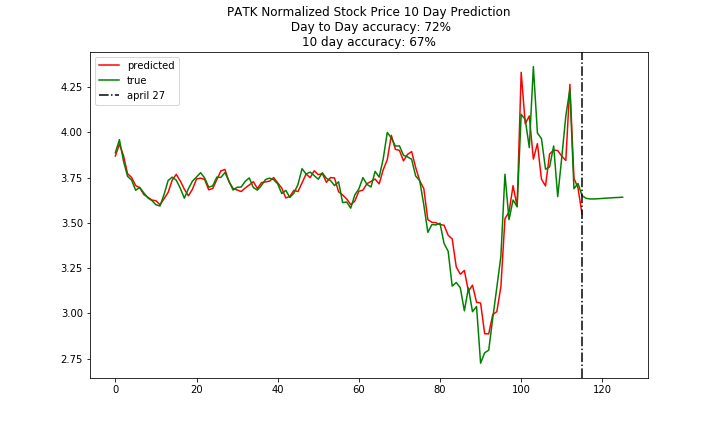 PATK Normalized Stock Price 10 Day Prediction
Day to Day accuracy: 72%
10 day accuracy: 67%
predicted
true
april 27
4.25
4.00
3.75
3.50
3.25
3.00
2.75
0 20 40 60 80 100 120